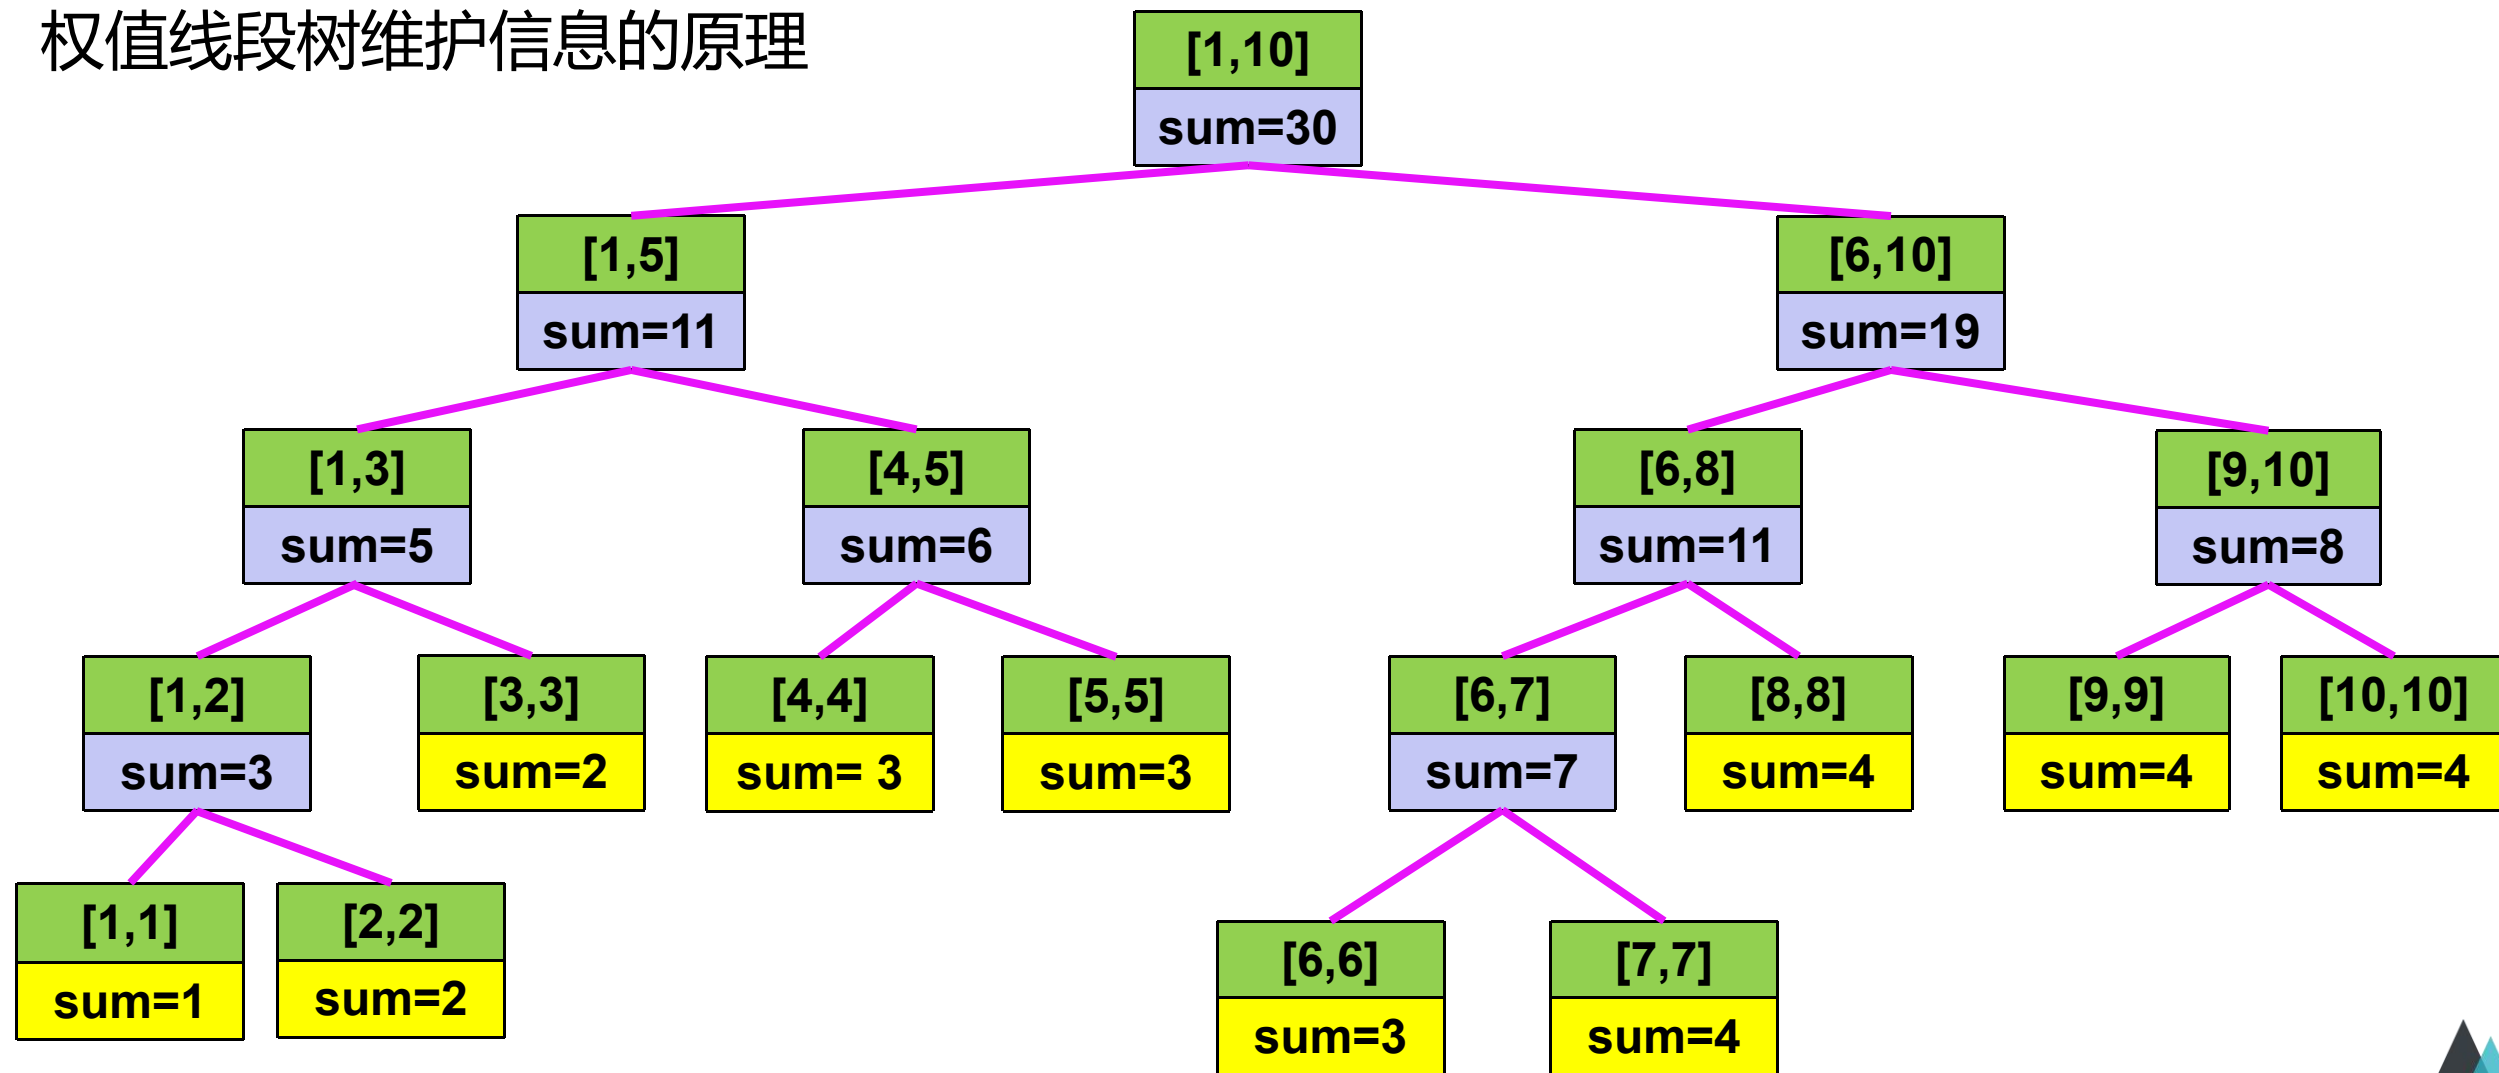 权值线段树维护信息的原理
[1,10]
sum=30
[1,5]
sum=11
[6,10]
sum=19
[1,3]
sum=5
[4,5]
sum=6
[6,8]
sum=11
[9,10]
sum=8
[1,2]
sum=3
[3,3]
sum=2
[4,4]
sum= 3
[5,5]
sum=3
[6,7]
sum=7
[8,8]
sum=4
[9,9]
sum=4
[10,10]
sum=4
[1,1]
sum=1
[2,2]
sum=2
[6,6]
sum=3
[7,7]
sum=4